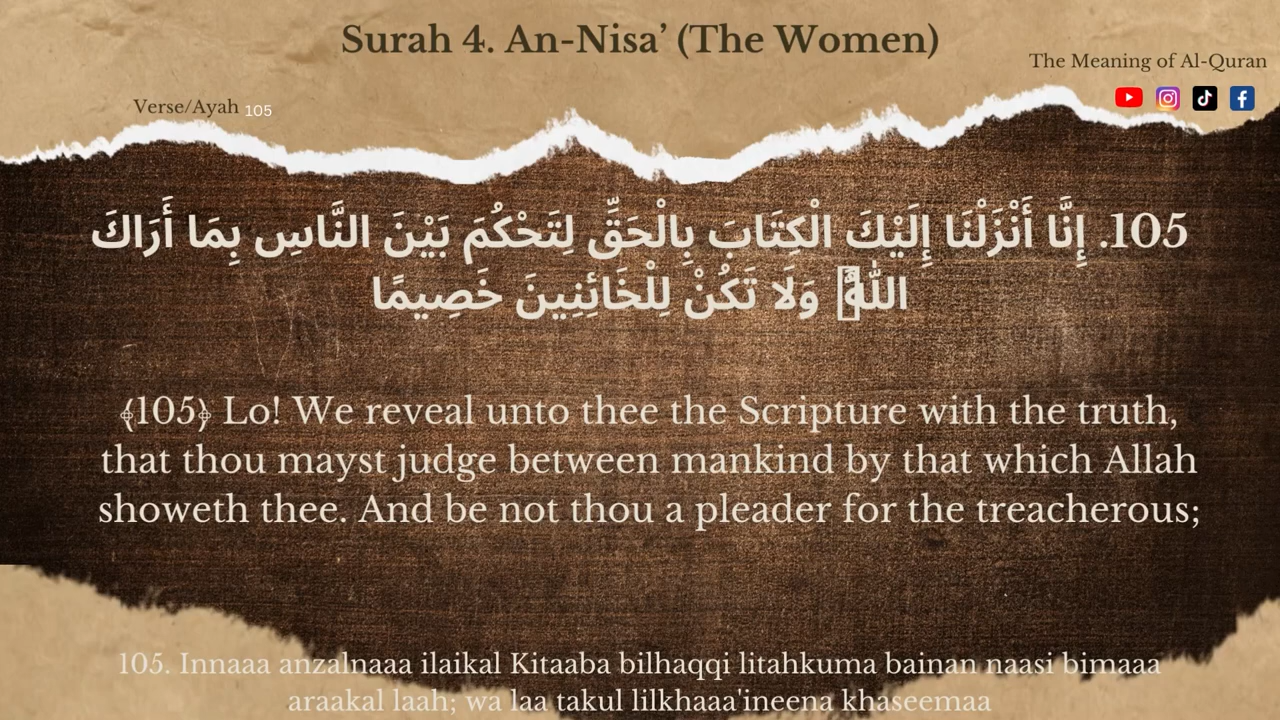 Surah 4. An-Nisa’ (The Women)
The Meaning of Al-Quran
Verse/Ayah 105
105. إِنَّا أَنْزَلْنَا إِلَيْكَ الْكِتَابَ بِالْحَقِّ لِتَحْكُمَ بَيْنَ النَّاسِ بِمَا أَرَاكَ
اللَّهُ وَلَا تَكُنْ لِلْخَائِنِينَ خَصِيمًا
﴾105﴿ Lo! We reveal unto thee the Scripture with the truth,
that thou mayst judge between mankind by that which Allah
showeth thee. And be not thou a pleader for the treacherous;
105. Innaaa anzalnaaa ilaikal Kitaaba bilhaqqi litahkuma bainan naasi bimaaa
araakal laah; wa laa takul lilkhaaa'ineena khaseemaa